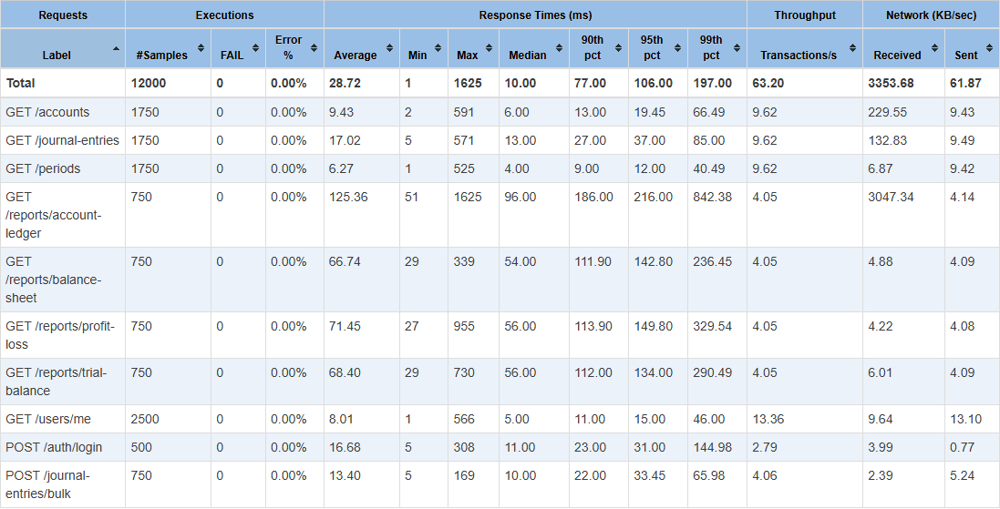 Requests Executions Response Times (ms) Throughput Network (KB/sec)
Label #Samples FAIL Error % Average Min Max Median 90th pct 95th pct 99th pct Transactions/s Received Sent
Total 12000 0 0.00% 28.72 1 1625 10.00 77.00 106.00 197.00 63.20 3353.68 61.87
GET /accounts 1750 0 0.00% 9.43 2 591 6.00 13.00 19.45 66.49 9.62 229.55 9.43
GET /journal-entries 1750 0 0.00% 17.02 5 571 13.00 27.00 37.00 85.00 9.62 132.83 9.49
GET /periods 1750 0 0.00% 6.27 1 525 4.00 9.00 12.00 40.49 9.62 6.87 9.42
GET 750 0 0.00% 125.36 51 1625 96.00 186.00 216.00 842.38 4.05 3047.34 4.14
/reports/account-
ledger
GET 750 0 0.00% 66.74 29 339 54.00 111.90 142.80 236.45 4.05 4.88 4.09
/reports/balance-
sheet
GET /reports/profit- 750 0 0.00% 71.45 27 955 56.00 113.90 149.80 329.54 4.05 4.22 4.08
loss
GET /reports/trial- 750 0 0.00% 68.40 29 730 56.00 112.00 134.00 290.49 4.05 6.01 4.09
balance
GET /users/me 2500 0 0.00% 8.01 1 566 5.00 11.00 15.00 46.00 13.36 9.64 13.10
POST /auth/login 500 0 0.00% 16.68 5 308 11.00 23.00 31.00 144.98 2.79 3.99 0.77
POST /journal- 750 0 0.00% 13.40 5 169 10.00 22.00 33.45 65.98 4.06 2.39 5.24
entries/bulk